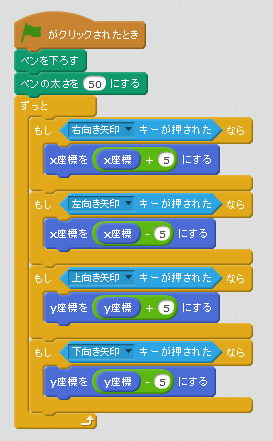 がクリックされたとき
ペンを下ろす
ペンの太さを 50 にする
ずっと
もし 右向き矢印 キーが押された なら
x座標を x座標 + 5 にする
もし 左向き矢印 キーが押された なら
x座標を x座標 - 5 にする
もし 上向き矢印 キーが押された なら
y座標を y座標 + 5 にする
もし 下向き矢印 キーが押された なら
y座標を y座標 - 5 にする